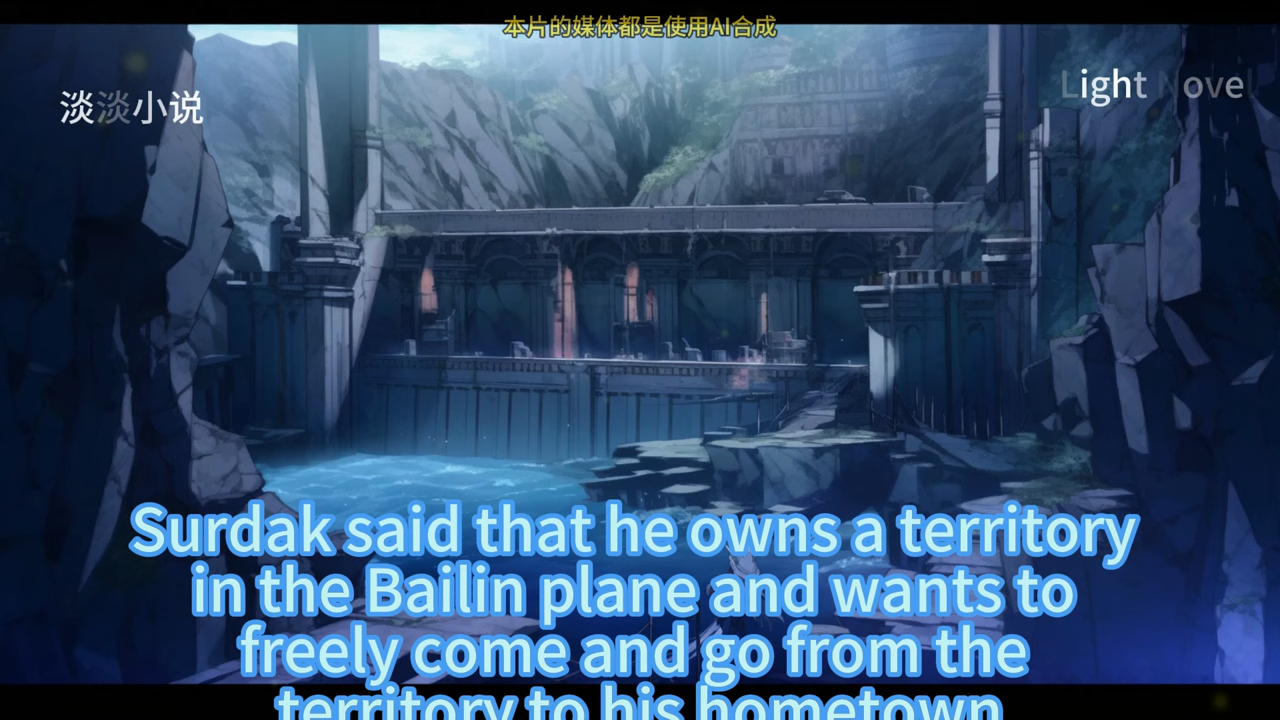 本片的媒体都是使用AI合成
淡淡小说
Light Novel
Surdak said that he owns a territory
in the Bailin plane and wants to
freely come and go from the
territory to his hometown